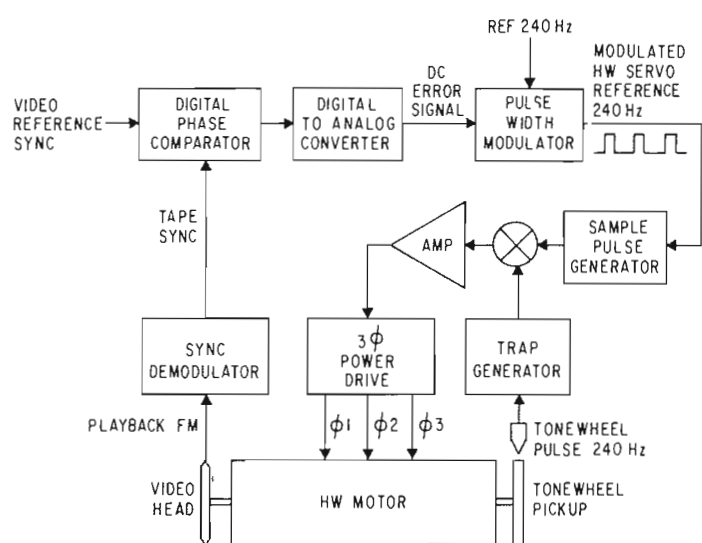 REF 240 Hz
MODULATED
HW SERVO
REFERENCE
240 Hz
DC
ERROR
SIGNAL
VIDEO
REFERENCE
SYNC
DIGITAL
PHASE
COMPARATOR
DIGITAL
TO ANALOG
CONVERTER
PULSE
WIDTH
MODULATOR
TAPE
SYNC
AMP
SAMPLE
PULSE
GENERATOR
SYNC
DEMODULATOR
3ϕ
POWER
DRIVE
TRAP
GENERATOR
PLAYBACK FM
ϕ1
ϕ2
ϕ3
TONEWHEEL
PULSE 240 Hz
VIDEO
HEAD
HW MOTOR
TONEWHEEL
PICKUP